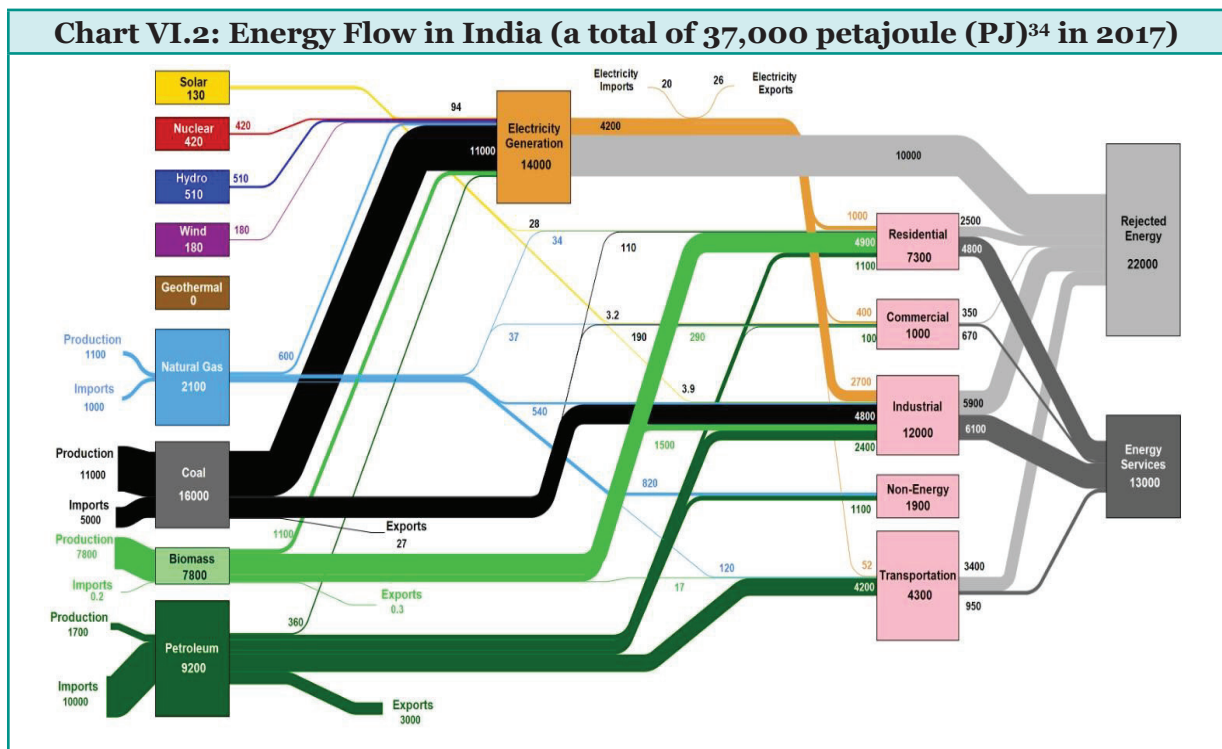 Chart VI.2: Energy Flow in India (a total of 37,000 petajoule (PJ)³⁴ in 2017)
Solar
130
Nuclear
420
420
Hydro
510
510
Wind
180
180
Geothermal
0
Production
1100
Imports
1000
Natural Gas
2100
600
Production
11000
Imports
5000
Coal
16000
Exports
27
Production
7800
Imports
0.2
Biomass
7800
1100
Exports
0.3
Production
1700
Imports
10000
Petroleum
9200
360
Exports
3000
94
11000
Electricity
Generation
14000
Electricity
Imports
20
26
Electricity
Exports
4200
10000
28
34
110
3.2
37
190
290
3.9
540
1500
820
120
17
1000
4900
1100
Residential
7300
2500
4800
400
100
Commercial
1000
350
670
2700
4800
2400
Industrial
12000
5900
6100
1100
Non-Energy
1900
52
4200
Transportation
4300
3400
950
Rejected
Energy
22000
Energy
Services
13000